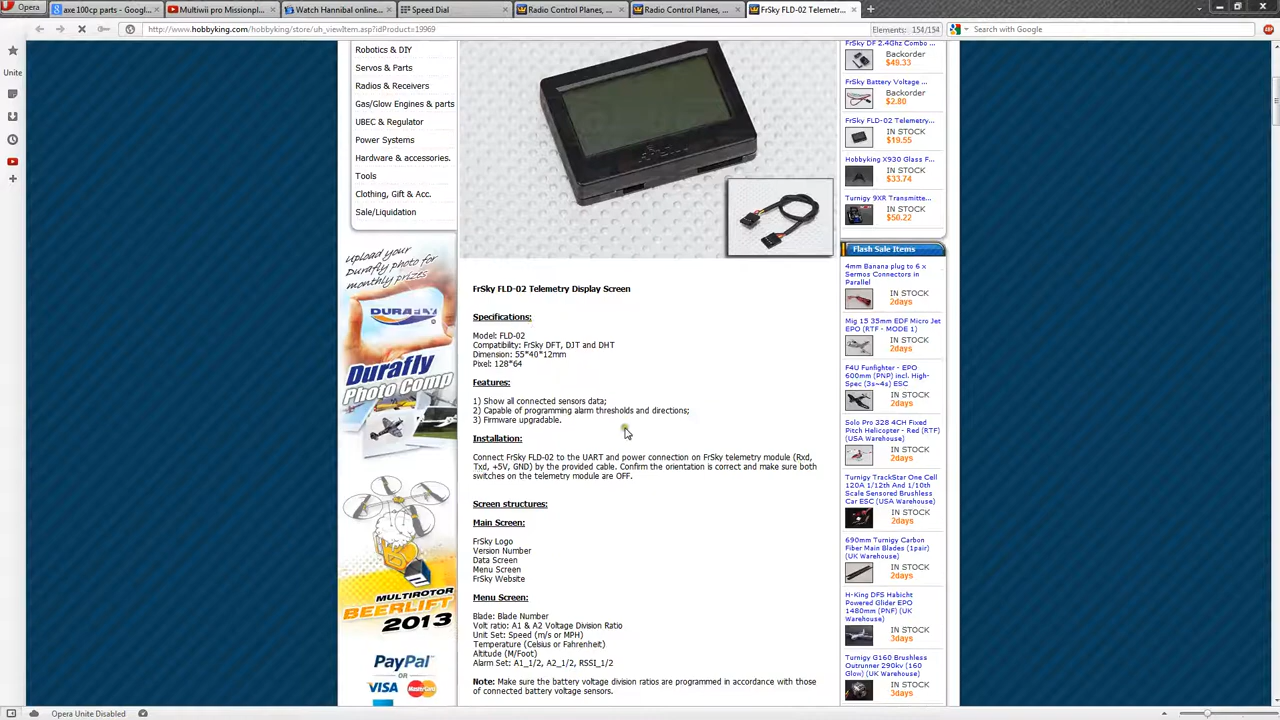 Opera
axe 100cp parts - Googl...
Multiwii pro Missionpl...
Watch Hannibal online...
Speed Dial
Radio Control Planes, ...
Radio Control Planes, ...
FrSky FLD-02 Telemetr...
http://www.hobbyking.com/hobbyking/store/uh_viewItem.asp?idProduct=19969
Elements: 154/154
Search with Google
Unite
Robotics & DIY
Servos & Parts
Radios & Receivers
Gas/Glow Engines & parts
UBEC & Regulator
Power Systems
Hardware & accessories.
Tools
Clothing, Gift & Acc.
Sale/Liquidation
upload your
Durafly photo for
monthly prizes
DURAFLY
Durafly
Photo Comp
MULTIROTOR
BEERLIFT
2013
PayPal
OR
VISA
MasterCard
FrSky
FrSky FLD-02 Telemetry Display Screen
Specifications:
Model: FLD-02
Compatibility: FrSky DFT, DJT and DHT
Dimension: 55*40*12mm
Pixel: 128*64
Features:
1) Show all connected sensors data;
2) Capable of programming alarm thresholds and directions;
3) Firmware upgradable.
Installation:
Connect FrSky FLD-02 to the UART and power connection on FrSky telemetry module (Rxd,
Txd, +5V, GND) by the provided cable. Confirm the orientation is correct and make sure both
switches on the telemetry module are OFF.
Screen structures:
Main Screen:
FrSky Logo
Version Number
Data Screen
Menu Screen
FrSky Website
Menu Screen:
Blade: Blade Number
Volt ratio: A1 & A2 Voltage Division Ratio
Unit Set: Speed (m/s or MPH)
Temperature (Celsius or Fahrenheit)
Altitude (M/Foot)
Alarm Set: A1_1/2, A2_1/2, RSSI_1/2
Note: Make sure the battery voltage division ratios are programmed in accordance with those
of connected battery voltage sensors.
FrSky DF 2.4Ghz Combo ...
Backorder
$49.33
FrSky Battery Voltage ...
Backorder
$2.80
FrSky FLD-02 Telemetry...
IN STOCK
$19.55
Hobbyking X930 Glass F...
IN STOCK
$33.74
Turnigy 9XR Transmitte...
IN STOCK
$50.22
Flash Sale Items
4mm Banana plug to 6 x
Sermos Connectors in
Parallel
IN STOCK
2days
Mig 15 35mm EDF Micro Jet
EPO (RTF - MODE 1)
IN STOCK
2days
F4U Funfighter - EPO
600mm (PNP) incl. High-
Spec (3s~4s) ESC
IN STOCK
2days
Solo Pro 328 4CH Fixed
Pitch Helicopter - Red (RTF)
(USA Warehouse)
IN STOCK
2days
Turnigy TrackStar One Cell
120A 1/12th And 1/10th
Scale Sensored Brushless
Car ESC (USA Warehouse)
IN STOCK
2days
690mm Turnigy Carbon
Fiber Main Blades (1pair)
(UK Warehouse)
IN STOCK
2days
H-King DFS Habicht
Powered Glider EPO
1480mm (PNF) (UK
Warehouse)
IN STOCK
3days
Turnigy G160 Brushless
Outrunner 290kv (160
Glow) (UK Warehouse)
IN STOCK
3days
Opera Unite Disabled